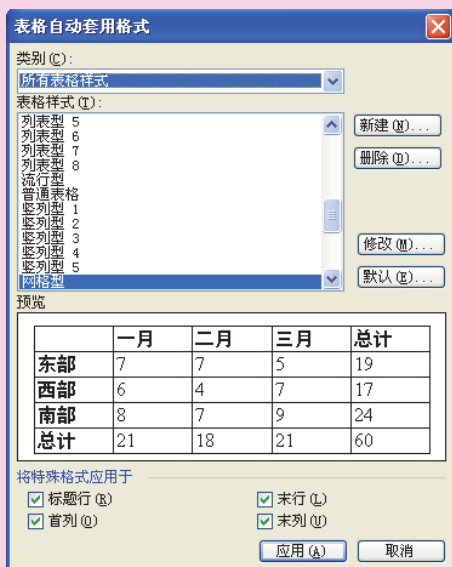 表格自动套用格式
类别(C):
所有表格样式
表格样式(T):
列表型 5
列表型 6
列表型 7
列表型 8
流行型
普通表格
竖列型 1
竖列型 2
竖列型 3
竖列型 4
竖列型 5
网格型
新建(N)...
删除(D)...
修改(M)...
默认(E)...
预览
一月 二月 三月 总计
东部 7 7 5 19
西部 6 4 7 17
南部 8 7 9 24
总计 21 18 21 60
将特殊格式应用于
标题行(R) 末行(L)
首列(O) 末列(U)
应用(A) 取消